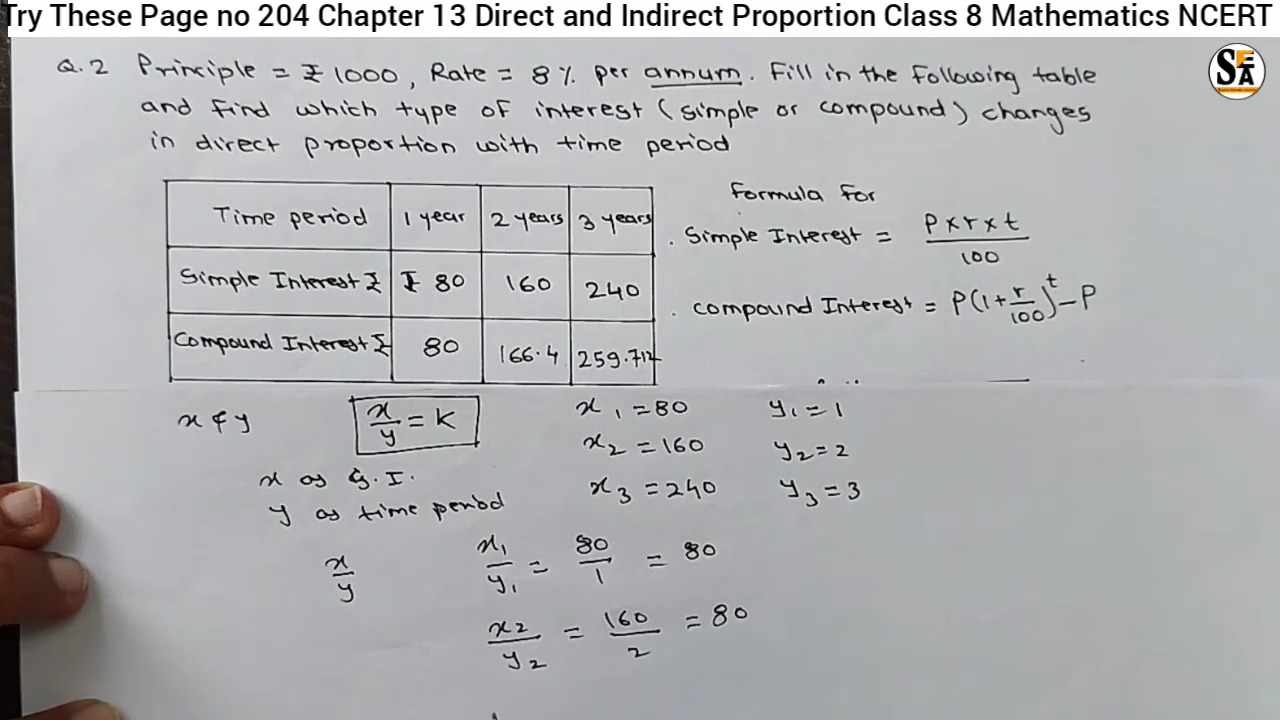 Try These Page no 204 Chapter 13 Direct and Indirect Proportion Class 8 Mathematics NCERT
SFTA
Q.2 Principle = ₹ 1000, Rate = 8 % per annum. Fill in the following table
and find which type of interest (simple or compound) changes
in direct proportion with time period
Time period 1 year 2 years 3 years
Simple Interest ₹ ₹ 80 160 240
Compound Interest ₹ 80 166.4 259.712
Formula for
. Simple Interest = P x r x t / 100
. Compound Interest = P(1+r/100)^t - P
x & y x/y = K x₁ = 80 y₁ = 1
x₂ = 160 y₂ = 2
x as S.I. x₃ = 240 y₃ = 3
y as time period
x/y x₁/y₁ = 80/1 = 80
x₂/y₂ = 160/2 = 80